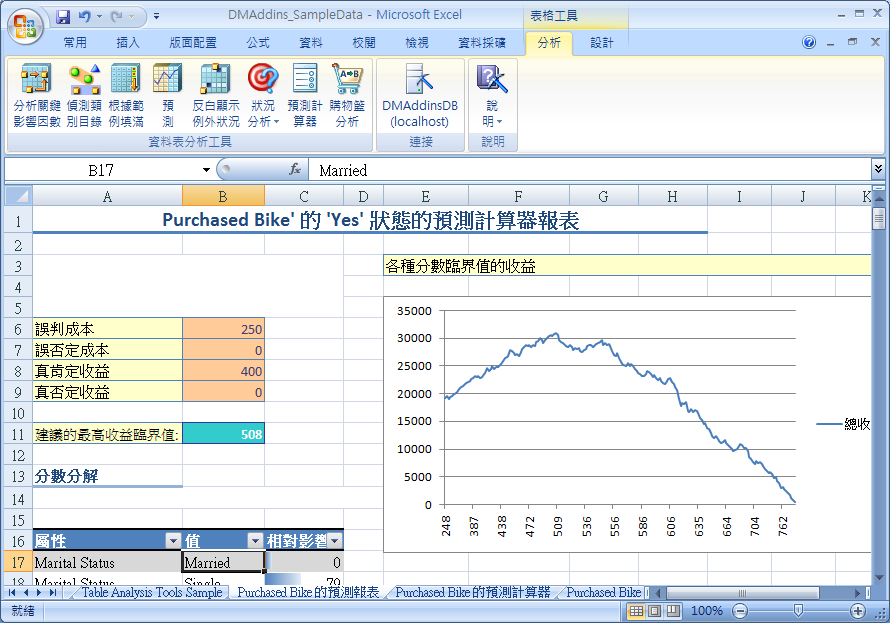 DMAddins_SampleData - Microsoft Excel 表格工具
常用 插入 版面配置 公式 資料 校閱 檢視 資料採礦 分析 設計
分析關鍵 偵測類 根據範 預 反白顯示 狀況 預測計 購物籃 DMAddinsDB 說
影響因數 別目錄 例填滿 測 例外狀況 分析 算器 分析 (localhost) 明
資料表分析工具 連接 說明
B17 fx Married
A B C D E F G H I J K
1 Purchased Bike' 的 'Yes' 狀態的預測計算器報表
2
3 各種分數臨界值的收益
4
5
6 誤判成本 250
7 誤否定成本 0
8 真肯定收益 400
9 真否定收益 0
10
11 建議的最高收益臨界值: 508
12
13 分數分解
14
15
16 屬性 值 相對影響
17 Marital Status Married 0
18 Marital Status Single 79
35000
30000
25000
20000
15000
10000
5000
0
248 387 438 472 509 536 556 586 606 635 664 704 762
總收
Table Analysis Tools Sample Purchased Bike 的預測報表 Purchased Bike 的預測計算器 Purchased Bike
就緒 100%